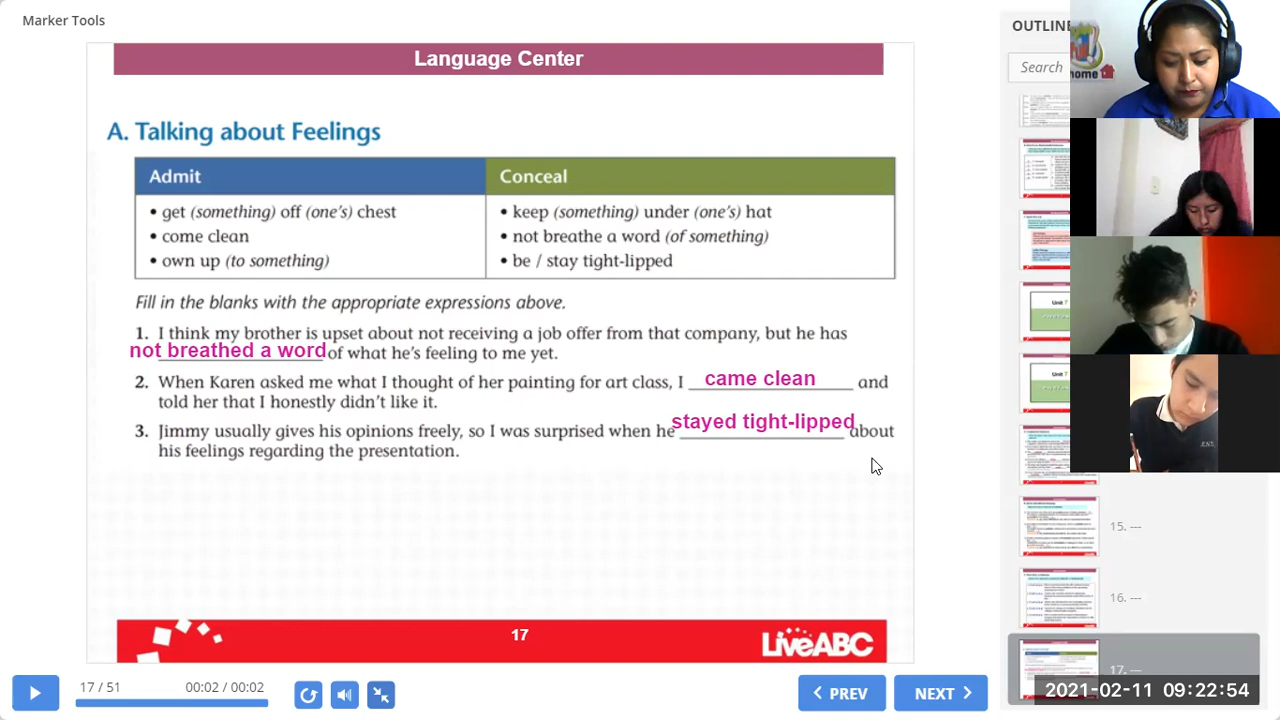 Marker Tools
Language Center
OUTLINE
Search
home
A. Talking about Feelings
Admit
Conceal
• get (something) off (one's) chest
• keep (something) under (one's) hat
• come clean
• not breathe a word (of something)
• own up (to something)
• be / stay tight-lipped
Fill in the blanks with the appropriate expressions above.
1. I think my brother is upset about not receiving a job offer from that company, but he has
not breathed a word of what he's feeling to me yet.
2. When Karen asked me what I thought of her painting for art class, I came clean and
told her that I honestly didn't like it.
3. Jimmy usually gives his opinions freely, so I was surprised when he stayed tight-lipped about
his feelings regarding the presentation.
Unit 7
Unit 7
15. ---
16. ---
17. ---
17
LiveABC
17 / 51
00:02 / 00:02
PREV
NEXT
2021-02-11 09:22:54